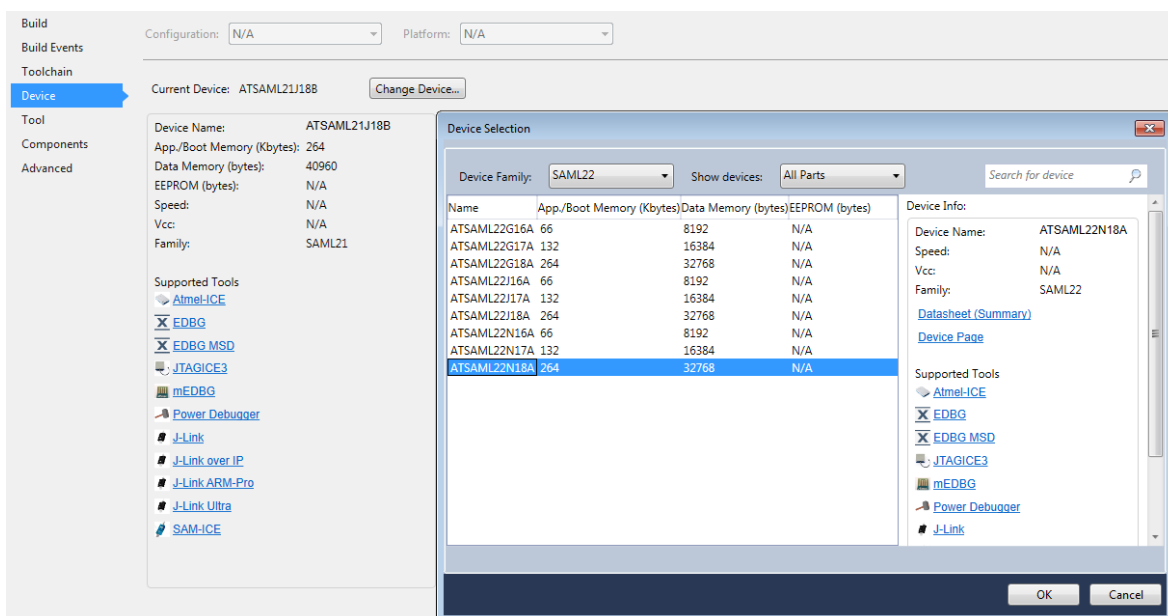 Build
Build Events
Toolchain
Device
Tool
Components
Advanced
Configuration: N/A Platform: N/A
Current Device: ATSAML21J18B Change Device...
Device Name: ATSAML21J18B
App./Boot Memory (Kbytes): 264
Data Memory (bytes): 40960
EEPROM (bytes): N/A
Speed: N/A
Vcc: N/A
Family: SAML21
Supported Tools
Atmel-ICE
EDBG
EDBG MSD
JTAGICE3
mEDBG
Power Debugger
J-Link
J-Link over IP
J-Link ARM-Pro
J-Link Ultra
SAM-ICE
Device Selection
Device Family: SAML22 Show devices: All Parts Search for device
Name App./Boot Memory (Kbytes) Data Memory (bytes) EEPROM (bytes)
ATSAML22G16A 66 8192 N/A
ATSAML22G17A 132 16384 N/A
ATSAML22G18A 264 32768 N/A
ATSAML22J16A 66 8192 N/A
ATSAML22J17A 132 16384 N/A
ATSAML22J18A 264 32768 N/A
ATSAML22N16A 66 8192 N/A
ATSAML22N17A 132 16384 N/A
ATSAML22N18A 264 32768 N/A
Device Info:
Device Name: ATSAML22N18A
Speed: N/A
Vcc: N/A
Family: SAML22
Datasheet (Summary)
Device Page
Supported Tools
Atmel-ICE
EDBG
EDBG MSD
JTAGICE3
mEDBG
Power Debugger
J-Link
OK Cancel